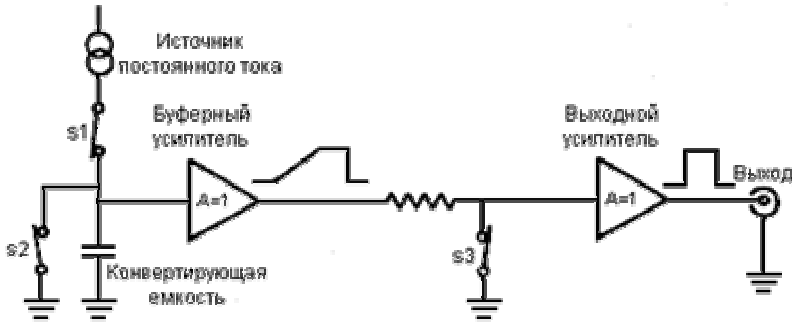 Источник
постоянного тока
s1
Буферный
усилитель
Выходной
усилитель
Выход
A=1
A=1
s2
s3
Конвертирующая
емкость